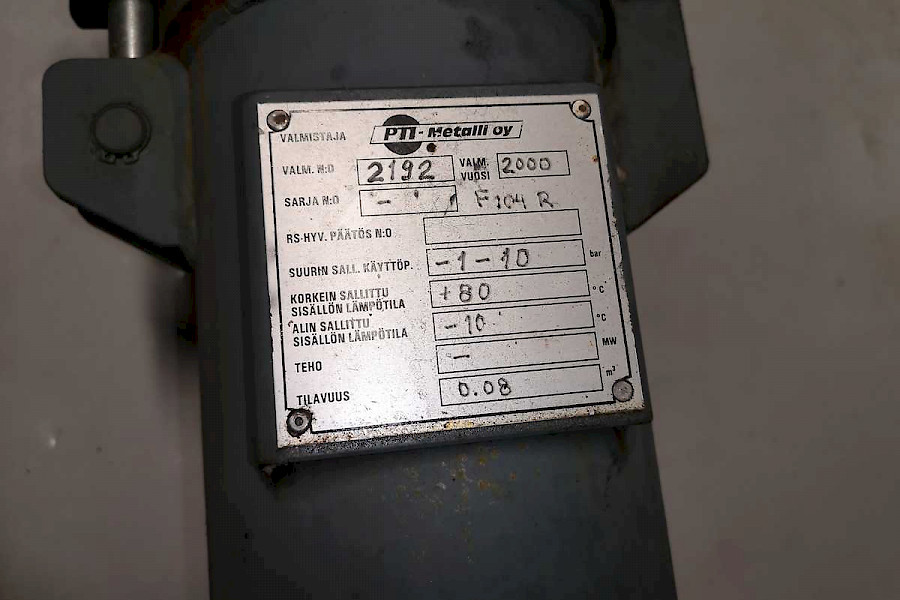 VALMISTAJA PTI-Metalli oy
VALM. N:O 2192 VALM. VUOSI 2000
SARJA N:O - F104R
RS-HYV. PÄÄTÖS N:O
SUURIN SALL. KÄYTTÖP. -1-10 bar
KORKEIN SALLITTU
SISÄLLÖN LÄMPÖTILA +80 °C
ALIN SALLITTU
SISÄLLÖN LÄMPÖTILA -10 °C
TEHO - MW
TILAVUUS 0.08 m³